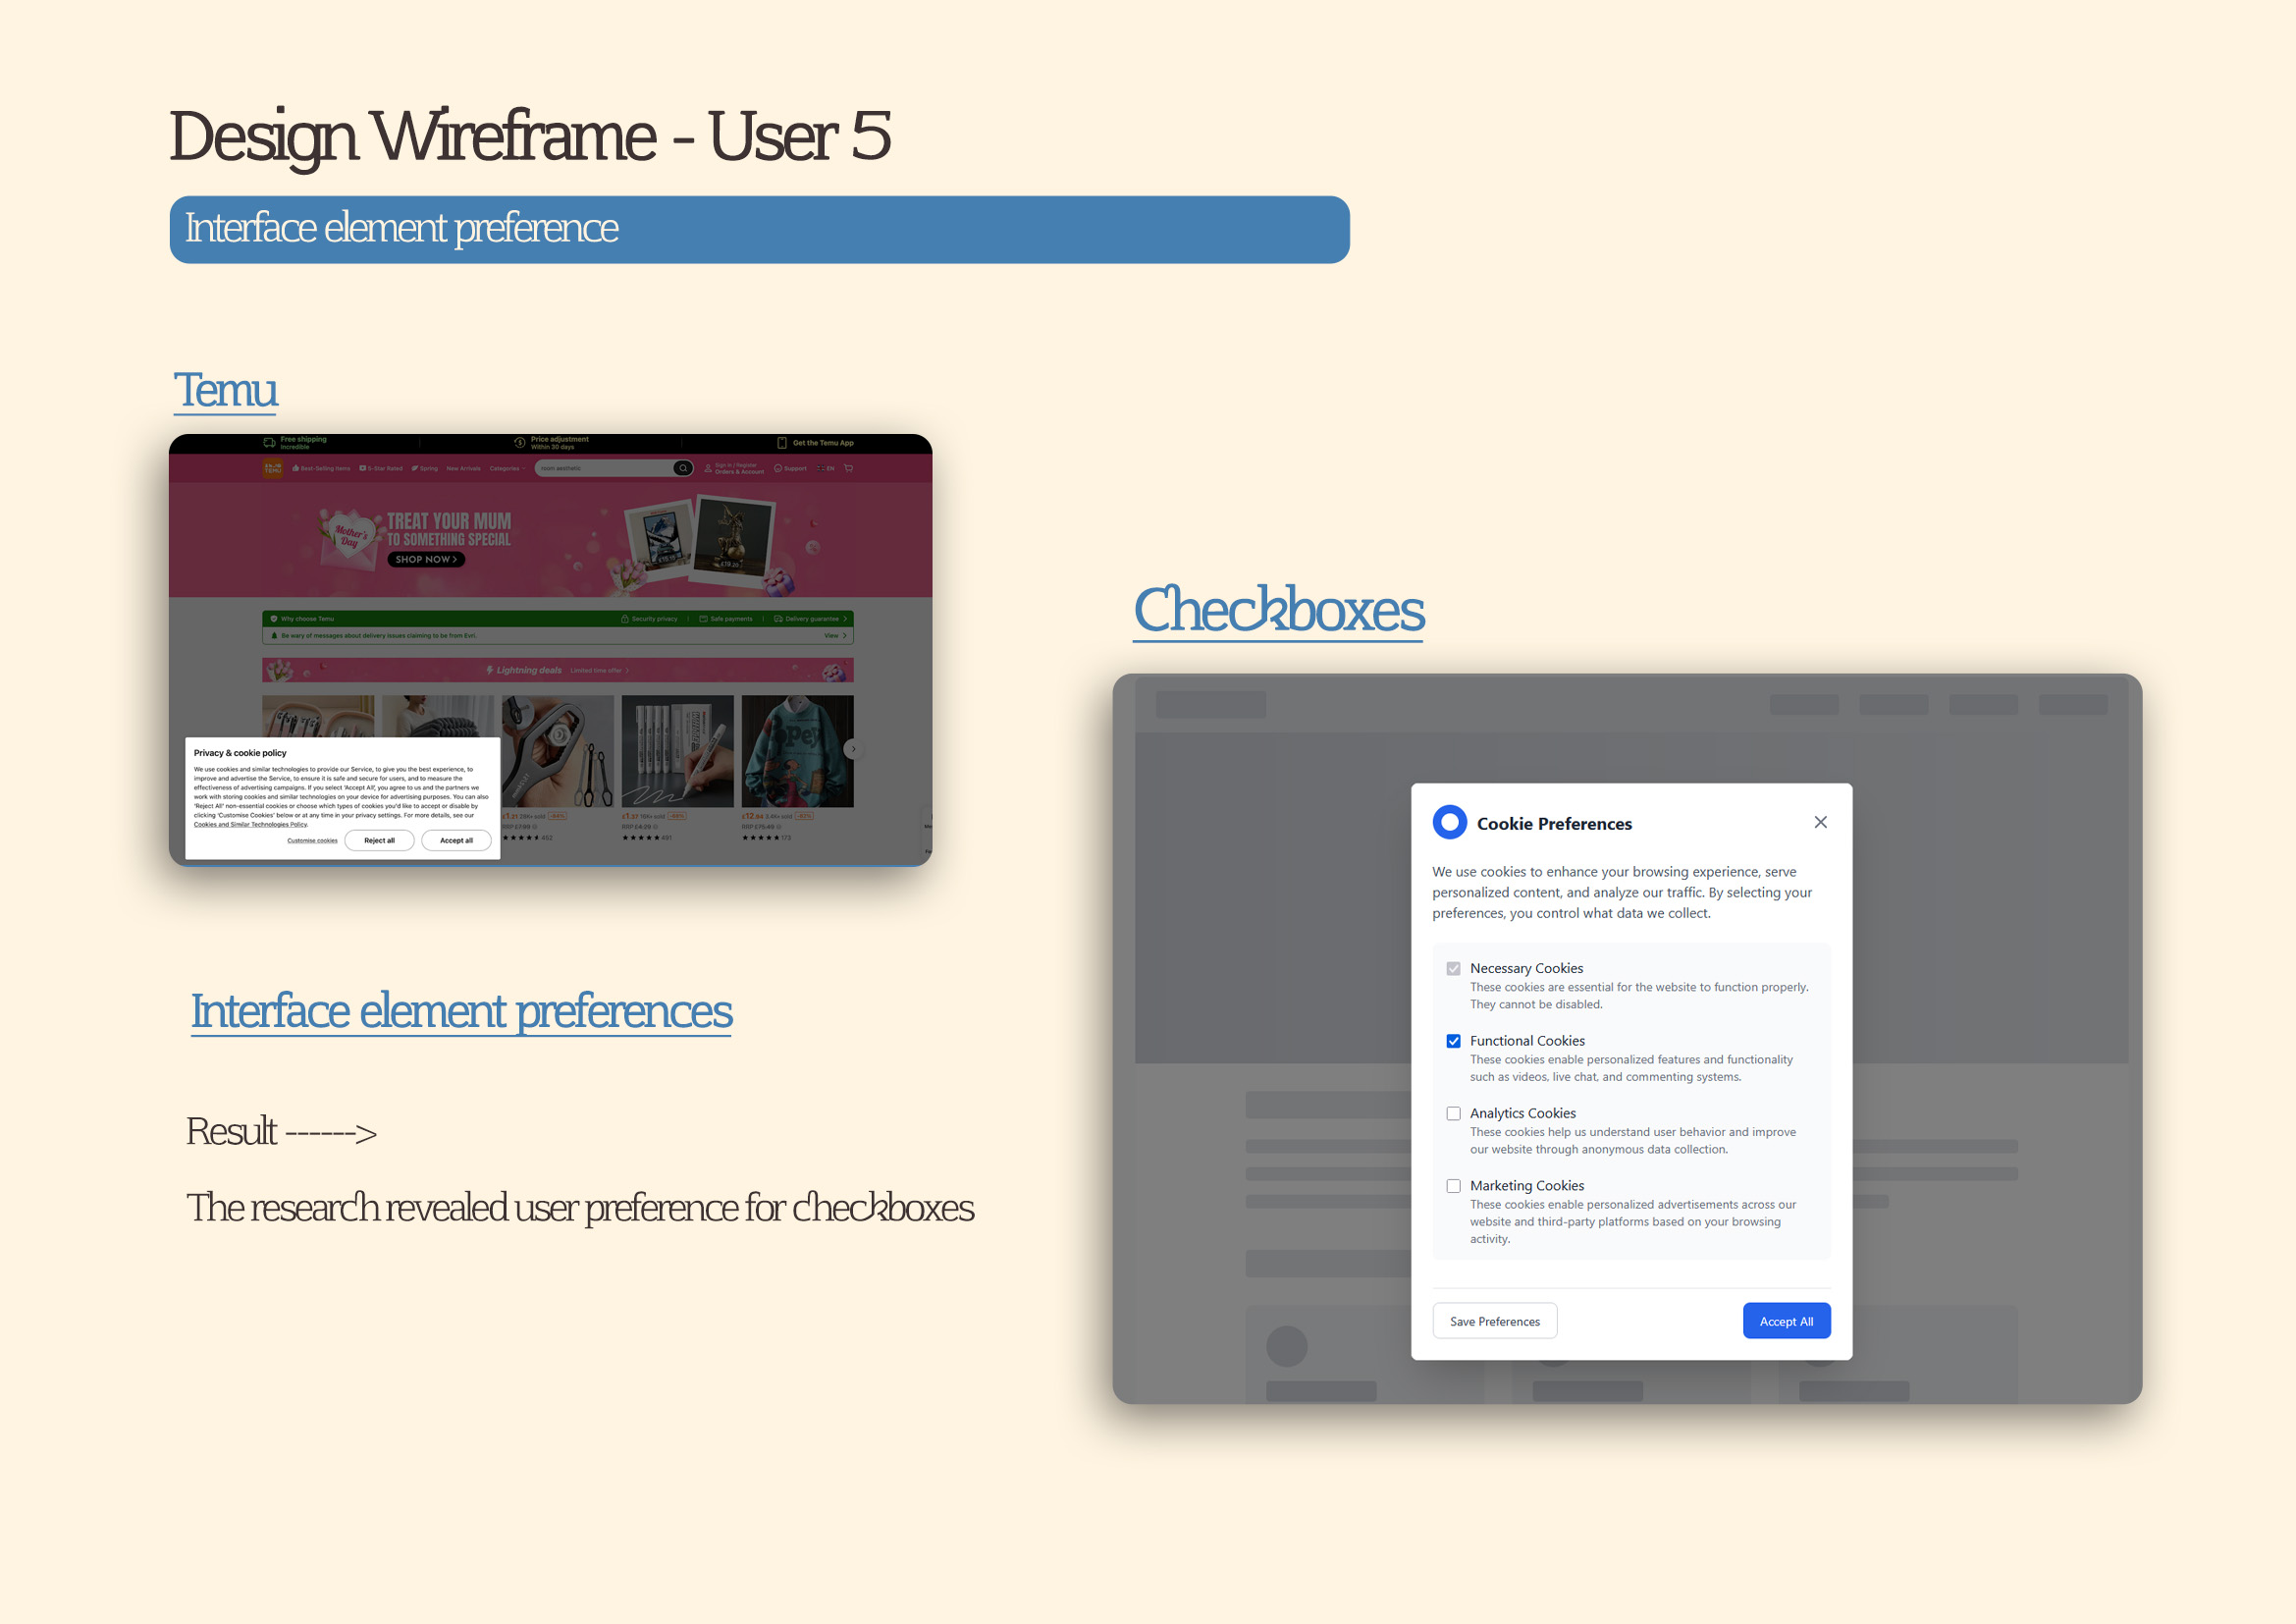 Design Wireframe - User 5
Interface element preference
Temu
Free shipping
Incredible
Price adjustment
Within 30 days
Get the Temu App
TEMU
Best-Selling Items
5-Star Rated
Spring
New Arrivals
Categories
room aesthetic
Sign in / Register
Orders & Account
Support
EN
Mother's
Day
TREAT YOUR MUM
TO SOMETHING SPECIAL
SHOP NOW >
Why choose Temu
Security privacy
Safe payments
Delivery guarantee
Be wary of messages about delivery issues claiming to be from Evri.
View
Lightning deals
Limited time offer
Privacy & cookie policy
We use cookies and similar technologies to provide our Service, to give you the best experience, to
improve and advertise the Service, to ensure it is safe and secure for users, and to measure the
effectiveness of advertising campaigns. If you select 'Accept All', you agree to us and the partners we
work with storing cookies and similar technologies on your device for advertising purposes. You can also
'Reject All' non-essential cookies or choose which types of cookies you'd like to accept or disable by
clicking 'Customise Cookies' below or at any time in your privacy settings. For more details, see our
Cookies and Similar Technologies Policy.
Customise cookies
Reject all
Accept all
Checkboxes
Cookie Preferences
We use cookies to enhance your browsing experience, serve
personalized content, and analyze our traffic. By selecting your
preferences, you control what data we collect.
Necessary Cookies
These cookies are essential for the website to function properly.
They cannot be disabled.
Functional Cookies
These cookies enable personalized features and functionality
such as videos, live chat, and commenting systems.
Analytics Cookies
These cookies help us understand user behavior and improve
our website through anonymous data collection.
Marketing Cookies
These cookies enable personalized advertisements across our
website and third-party platforms based on your browsing
activity.
Save Preferences
Accept All
Interface element preferences
Result ------>
The research revealed user preference for checkboxes